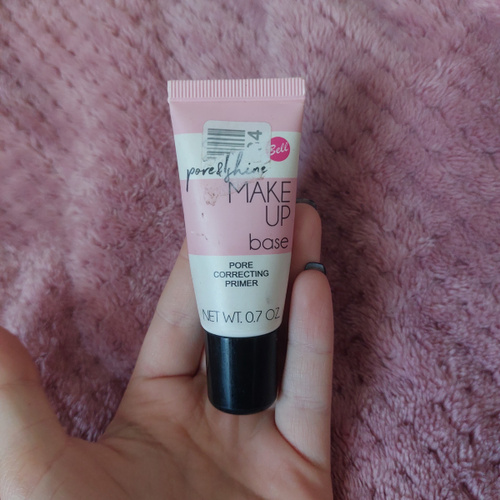 Bell
pore&shine
MAKE
UP
base
PORE
CORRECTING
PRIMER
NET WT. 0.7 OZ.